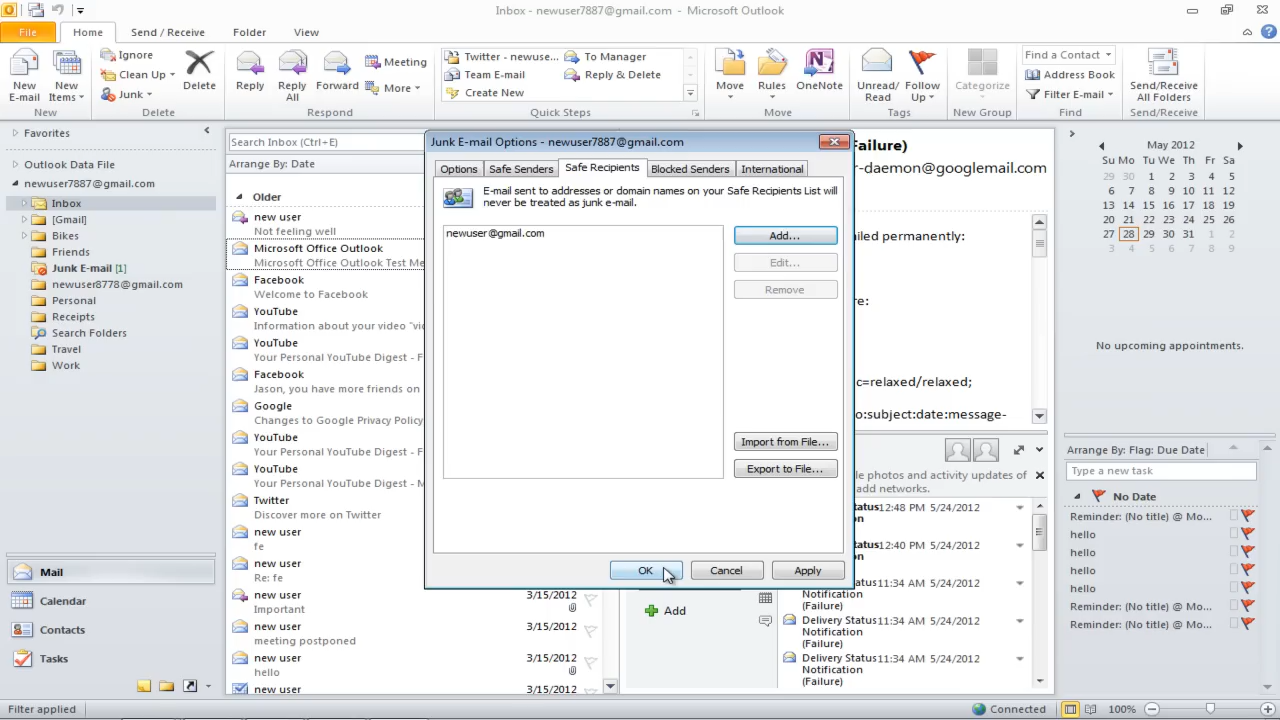 Inbox - newuser7887@gmail.com - Microsoft Outlook
File
Home
Send / Receive
Folder
View
New
E-mail
New
Items
New
Ignore
Clean Up
Junk
Delete
Delete
Reply
Reply
All
Forward
Meeting
More
Respond
Twitter - newuse...
Team E-mail
Create New
To Manager
Reply & Delete
Quick Steps
Move
Rules
OneNote
Move
Unread/
Read
Follow
Up
Tags
Categorize
New Group
Find a Contact
Address Book
Filter E-mail
Find
Send/Receive
All Folders
Send/Receive
Favorites
Outlook Data File
newuser7887@gmail.com
Inbox
[Gmail]
Bikes
Friends
Junk E-mail [1]
newuser8778@gmail.com
Personal
Receipts
Search Folders
Travel
Work
Mail
Calendar
Contacts
Tasks
Search Inbox (Ctrl+E)
Arrange By: Date
Older
new user
Not feeling well
Microsoft Office Outlook
Microsoft Office Outlook Test Me
Facebook
Welcome to Facebook
YouTube
Information about your video "vi
YouTube
Your Personal YouTube Digest - F
Facebook
Jason, you have more friends on
Google
Changes to Google Privacy Policy
YouTube
Your Personal YouTube Digest - F
YouTube
Your Personal YouTube Digest - M
Twitter
Discover more on Twitter
new user
fe
new user
Re: fe
new user 3/15/2012
Important
new user 3/15/2012
meeting postponed
new user 3/15/2012
hello
new user 3/15/2012
Junk E-mail Options - newuser7887@gmail.com
Options
Safe Senders
Safe Recipients
Blocked Senders
International
E-mail sent to addresses or domain names on your Safe Recipients List will
never be treated as junk e-mail.
newuser@gmail.com
Add...
Edit...
Remove
Import from File...
Export to File...
OK
Cancel
Apply
Failure)
r-daemon@googlemail.com
iled permanently:
re:
c=relaxed/relaxed;
o:subject:date:message-
le photos and activity updates of
add networks.
Status 12:48 PM 5/24/2012
on
Status 12:40 PM 5/24/2012
on
Status 11:34 AM 5/24/2012
Notification
(Failure)
Delivery Status 11:34 AM 5/24/2012
Notification
(Failure)
Delivery Status 11:34 AM 5/24/2012
Notification
(Failure)
Add
May 2012
Su Mo Tu We Th Fr Sa
29 30 1 2 3 4 5
6 7 8 9 10 11 12
13 14 15 16 17 18 19
20 21 22 23 24 25 26
27 28 29 30 31 1 2
3 4 5 6 7 8 9
No upcoming appointments.
Arrange By: Flag: Due Date
Type a new task
No Date
Reminder: (No title) @ Mo...
hello
hello
hello
hello
Reminder: (No title) @ Mo...
Reminder: (No title) @ Mo...
Filter applied
Connected
100%